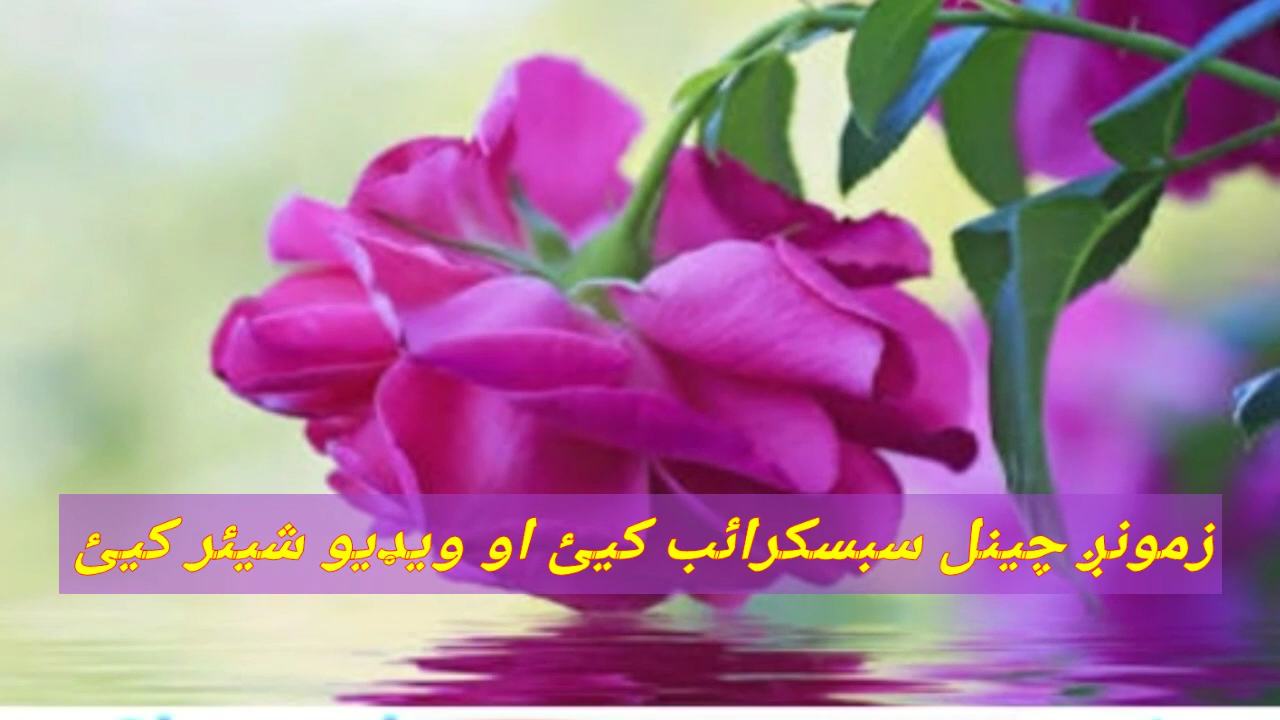 زمونږ چینل سبسکرائب کیئ او ویډیو شیئر کیئ